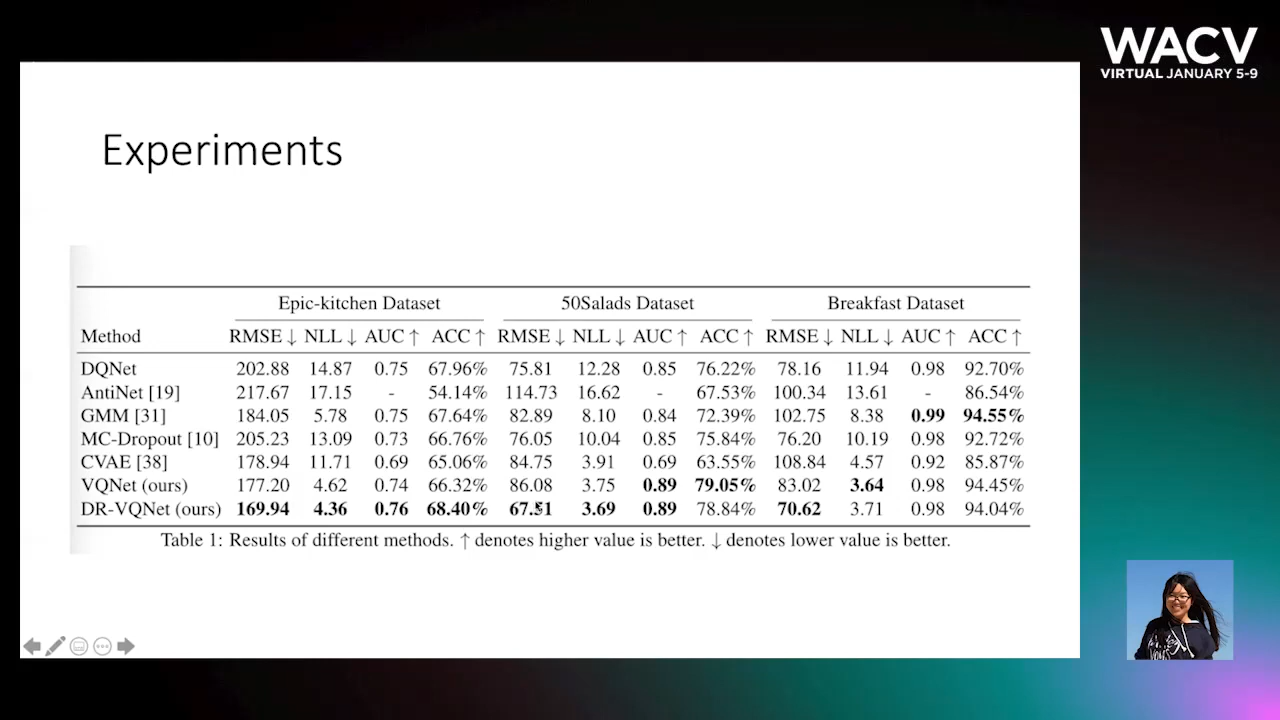 WACV
VIRTUAL JANUARY 5-9
Experiments
Epic-kitchen Dataset 50Salads Dataset Breakfast Dataset
Method RMSE ↓ NLL ↓ AUC ↑ ACC ↑ RMSE ↓ NLL ↓ AUC ↑ ACC ↑ RMSE ↓ NLL ↓ AUC ↑ ACC ↑
DQNet 202.88 14.87 0.75 67.96% 75.81 12.28 0.85 76.22% 78.16 11.94 0.98 92.70%
AntiNet [19] 217.67 17.15 - 54.14% 114.73 16.62 - 67.53% 100.34 13.61 - 86.54%
GMM [31] 184.05 5.78 0.75 67.64% 82.89 8.10 0.84 72.39% 102.75 8.38 0.99 94.55%
MC-Dropout [10] 205.23 13.09 0.73 66.76% 76.05 10.04 0.85 75.84% 76.20 10.19 0.98 92.72%
CVAE [38] 178.94 11.71 0.69 65.06% 84.75 3.91 0.69 63.55% 108.84 4.57 0.92 85.87%
VQNet (ours) 177.20 4.62 0.74 66.32% 86.08 3.75 0.89 79.05% 83.02 3.64 0.98 94.45%
DR-VQNet (ours) 169.94 4.36 0.76 68.40% 67.51 3.69 0.89 78.84% 70.62 3.71 0.98 94.04%
Table 1: Results of different methods. ↑ denotes higher value is better. ↓ denotes lower value is better.